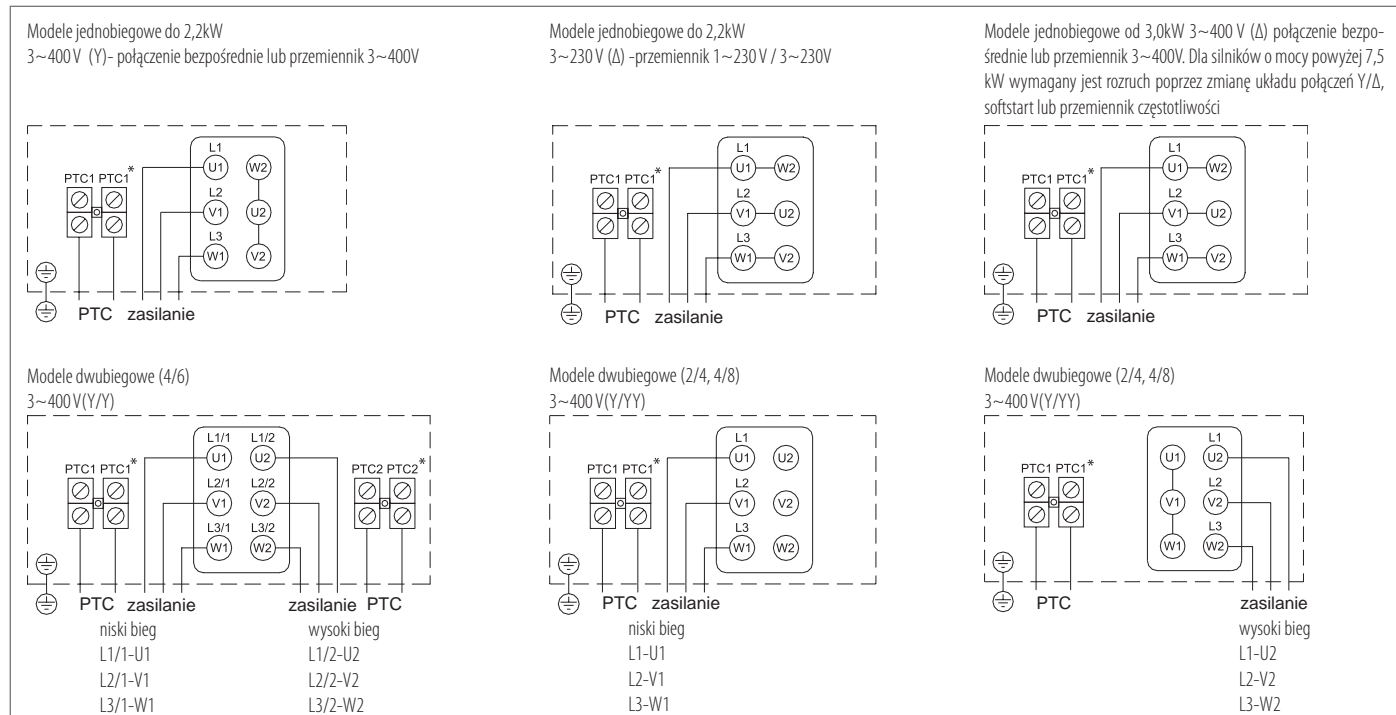 Modele jednobiegowe do 2,2kW
3~400 V (Y)- połączenie bezpośrednie lub przemiennik 3~400V
L1
U1 W2
PTC1 PTC1*
L2
V1 U2
L3
W1 V2
PTC zasilanie
Modele jednobiegowe do 2,2kW
3~230 V (Δ) -przemiennik 1~230 V / 3~230V
L1
U1 W2
PTC1 PTC1*
L2
V1 U2
L3
W1 V2
PTC zasilanie
Modele jednobiegowe od 3,0kW 3~400 V (Δ) połączenie bezpo-
średnie lub przemiennik 3~400V. Dla silników o mocy powyżej 7,5
kW wymagany jest rozruch poprzez zmianę układu połączeń Y/Δ,
softstart lub przemiennik częstotliwości
L1
U1 W2
PTC1 PTC1*
L2
V1 U2
L3
W1 V2
PTC zasilanie
Modele dwubiegowe (4/6)
3~400 V(Y/Y)
L1/1 L1/2
U1 U2
PTC1 PTC1* PTC2 PTC2*
L2/1 L2/2
V1 V2
L3/1 L3/2
W1 W2
PTC zasilanie zasilanie PTC
niski bieg wysoki bieg
L1/1-U1 L1/2-U2
L2/1-V1 L2/2-V2
L3/1-W1 L3/2-W2
Modele dwubiegowe (2/4, 4/8)
3~400 V(Y/YY)
L1
U1 U2
PTC1 PTC1*
L2
V1 V2
L3
W1 W2
PTC zasilanie
niski bieg
L1-U1
L2-V1
L3-W1
Modele dwubiegowe (2/4, 4/8)
3~400 V(Y/YY)
L1
U1 U2
PTC1 PTC1*
L2
V1 V2
L3
W1 W2
PTC zasilanie
wysoki bieg
L1-U2
L2-V2
L3-W2